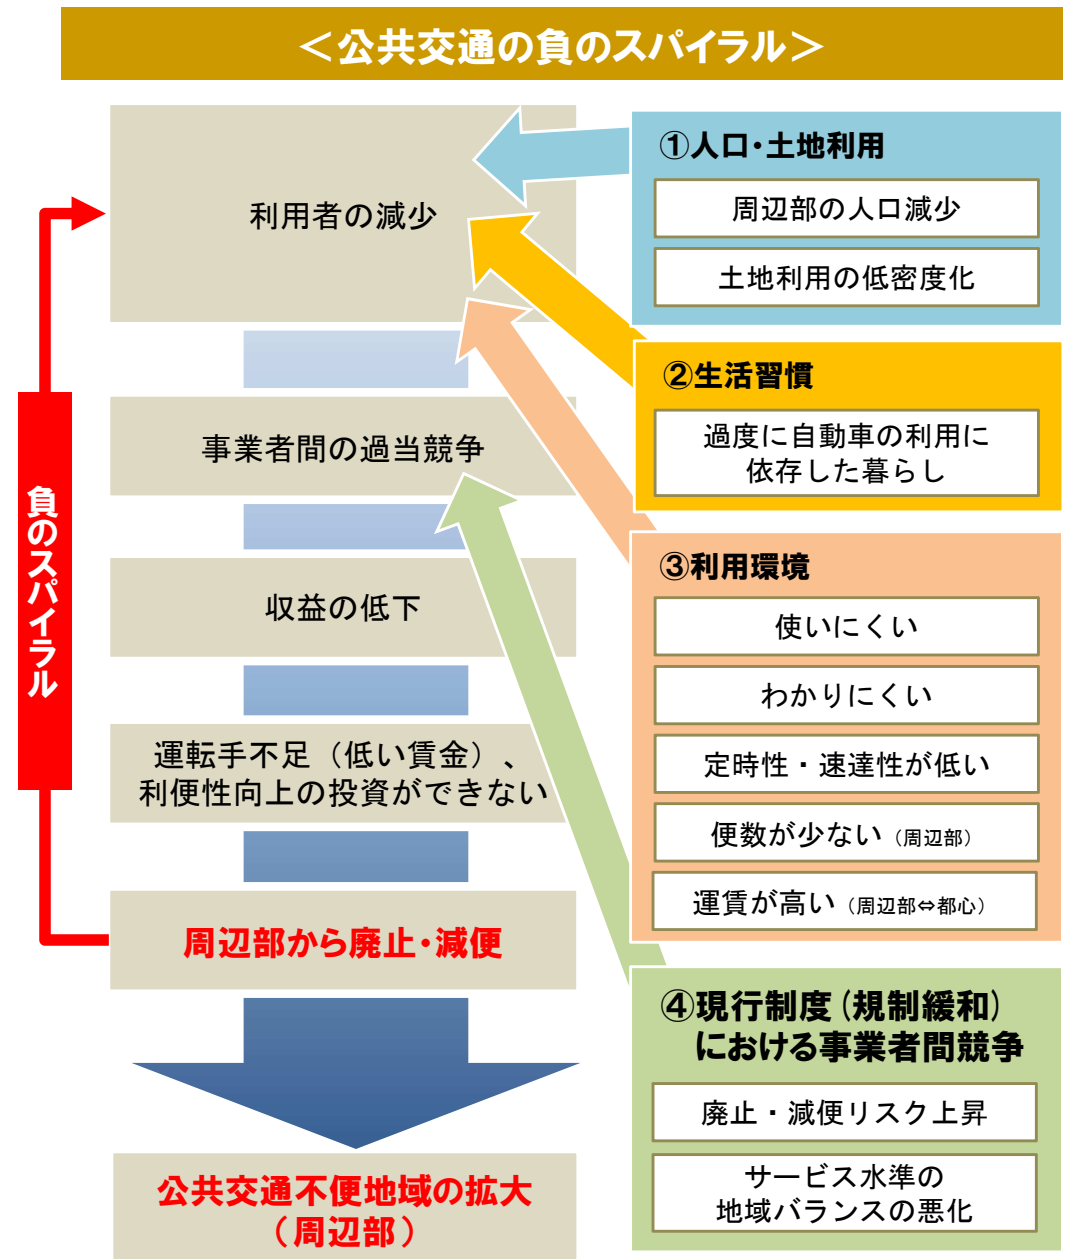 ＜公共交通の負のスパイラル＞
利用者の減少
事業者間の過当競争
収益の低下
運転手不足（低い賃金）、
利便性向上の投資ができない
周辺部から廃止・減便
公共交通不便地域の拡大
（周辺部）
負のスパイラル
①人口・土地利用
周辺部の人口減少
土地利用の低密度化
②生活習慣
過度に自動車の利用に
依存した暮らし
③利用環境
使いにくい
わかりにくい
定時性・速達性が低い
便数が少ない（周辺部）
運賃が高い（周辺部⇔都心）
④現行制度（規制緩和）
における事業者間競争
廃止・減便リスク上昇
サービス水準の
地域バランスの悪化